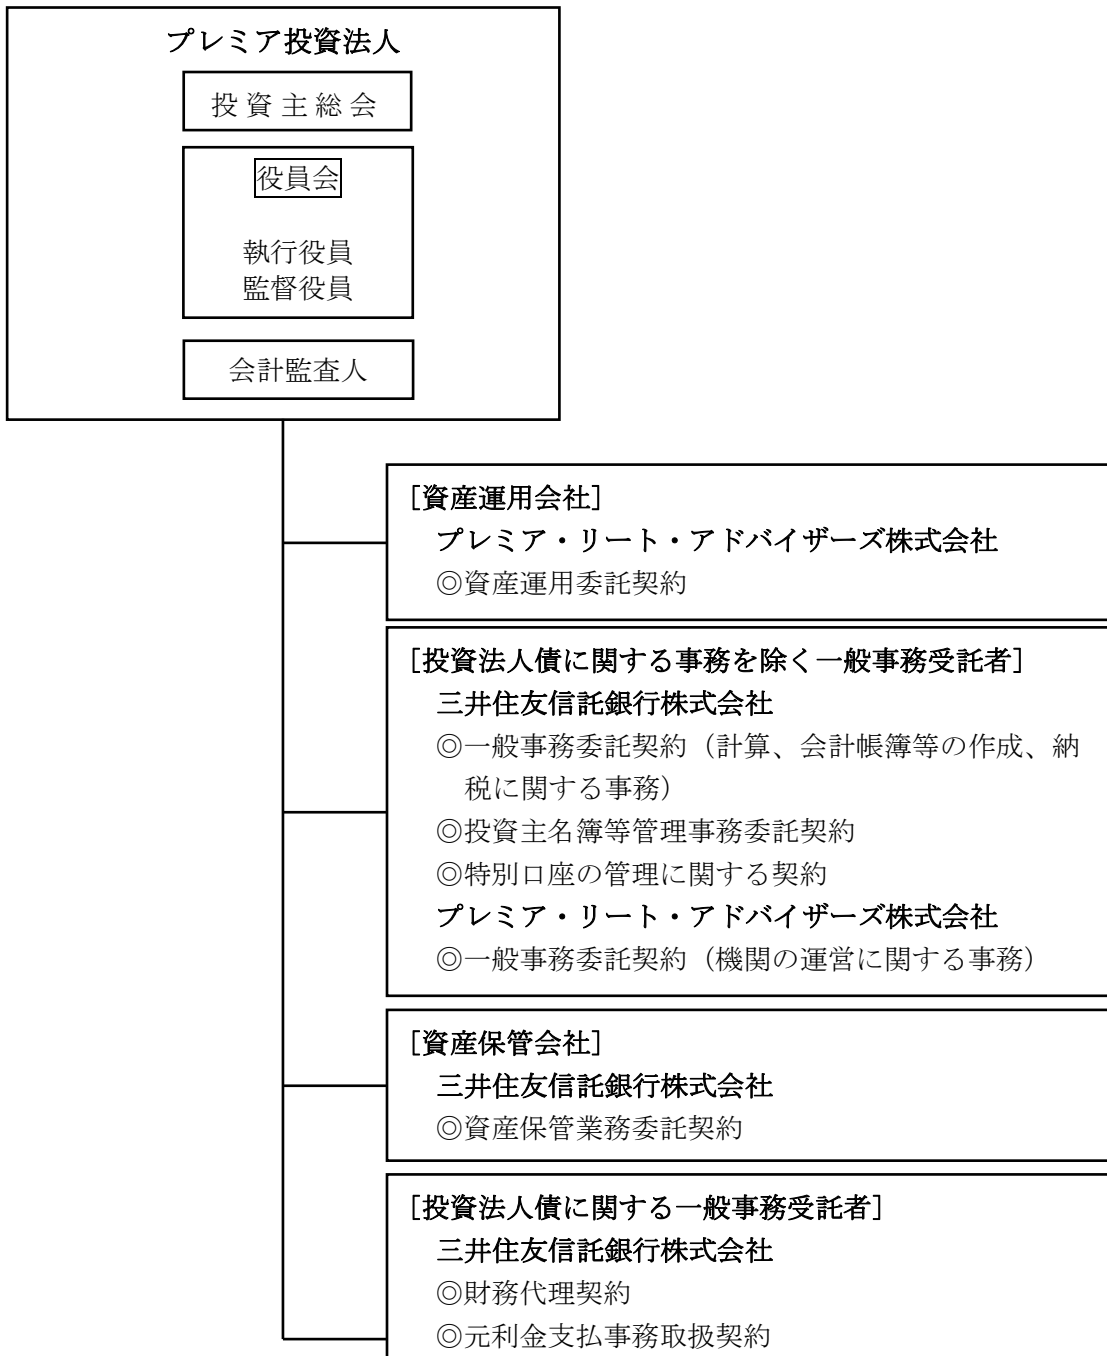 プレミア投資法人
投資主総会
役員会
執行役員
監督役員
会計監査人
［資産運用会社］
プレミア・リート・アドバイザーズ株式会社
◎資産運用委託契約
［投資法人債に関する事務を除く一般事務受託者］
三井住友信託銀行株式会社
◎一般事務委託契約（計算、会計帳簿等の作成、納
税に関する事務）
◎投資主名簿等管理事務委託契約
◎特別口座の管理に関する契約
プレミア・リート・アドバイザーズ株式会社
◎一般事務委託契約（機関の運営に関する事務）
［資産保管会社］
三井住友信託銀行株式会社
◎資産保管業務委託契約
［投資法人債に関する一般事務受託者］
三井住友信託銀行株式会社
◎財務代理契約
◎元利金支払事務取扱契約